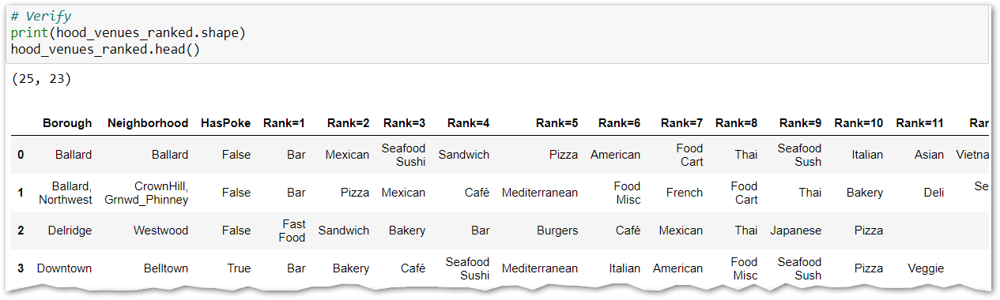 # Verify
print(hood_venues_ranked.shape)
hood_venues_ranked.head()
(25, 23)
Borough Neighborhood HasPoke Rank=1 Rank=2 Rank=3 Rank=4 Rank=5 Rank=6 Rank=7 Rank=8 Rank=9 Rank=10 Rank=11 Ran
0 Ballard Ballard False Bar Mexican Seafood Sushi Sandwich Pizza American Food Cart Thai Seafood Sush Italian Asian Vietna
1 Ballard, Northwest CrownHill, Grnwd_Phinney False Bar Pizza Mexican Café Mediterranean Food Misc French Food Cart Thai Bakery Deli Se
2 Delridge Westwood False Fast Food Sandwich Bakery Bar Burgers Café Mexican Thai Japanese Pizza
3 Downtown Belltown True Bar Bakery Café Seafood Sushi Mediterranean Italian American Food Misc Seafood Sush Pizza Veggie